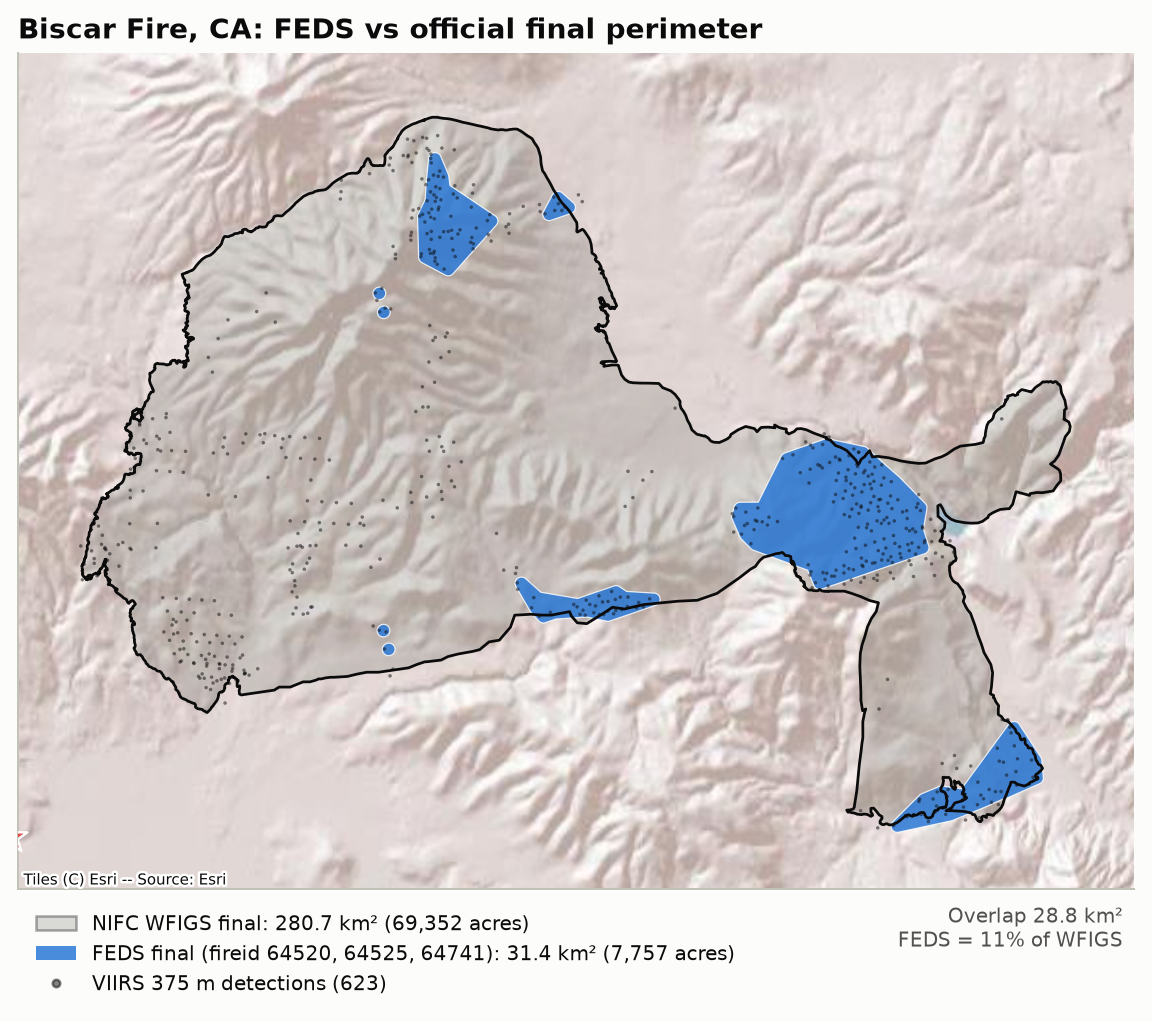 Biscar Fire, CA: FEDS vs official final perimeter
Tiles (C) Esri -- Source: Esri
NIFC WFIGS final: 280.7 km² (69,352 acres)
FEDS final (fireid 64520, 64525, 64741): 31.4 km² (7,757 acres)
VIIRS 375 m detections (623)
Overlap 28.8 km²
FEDS = 11% of WFIGS